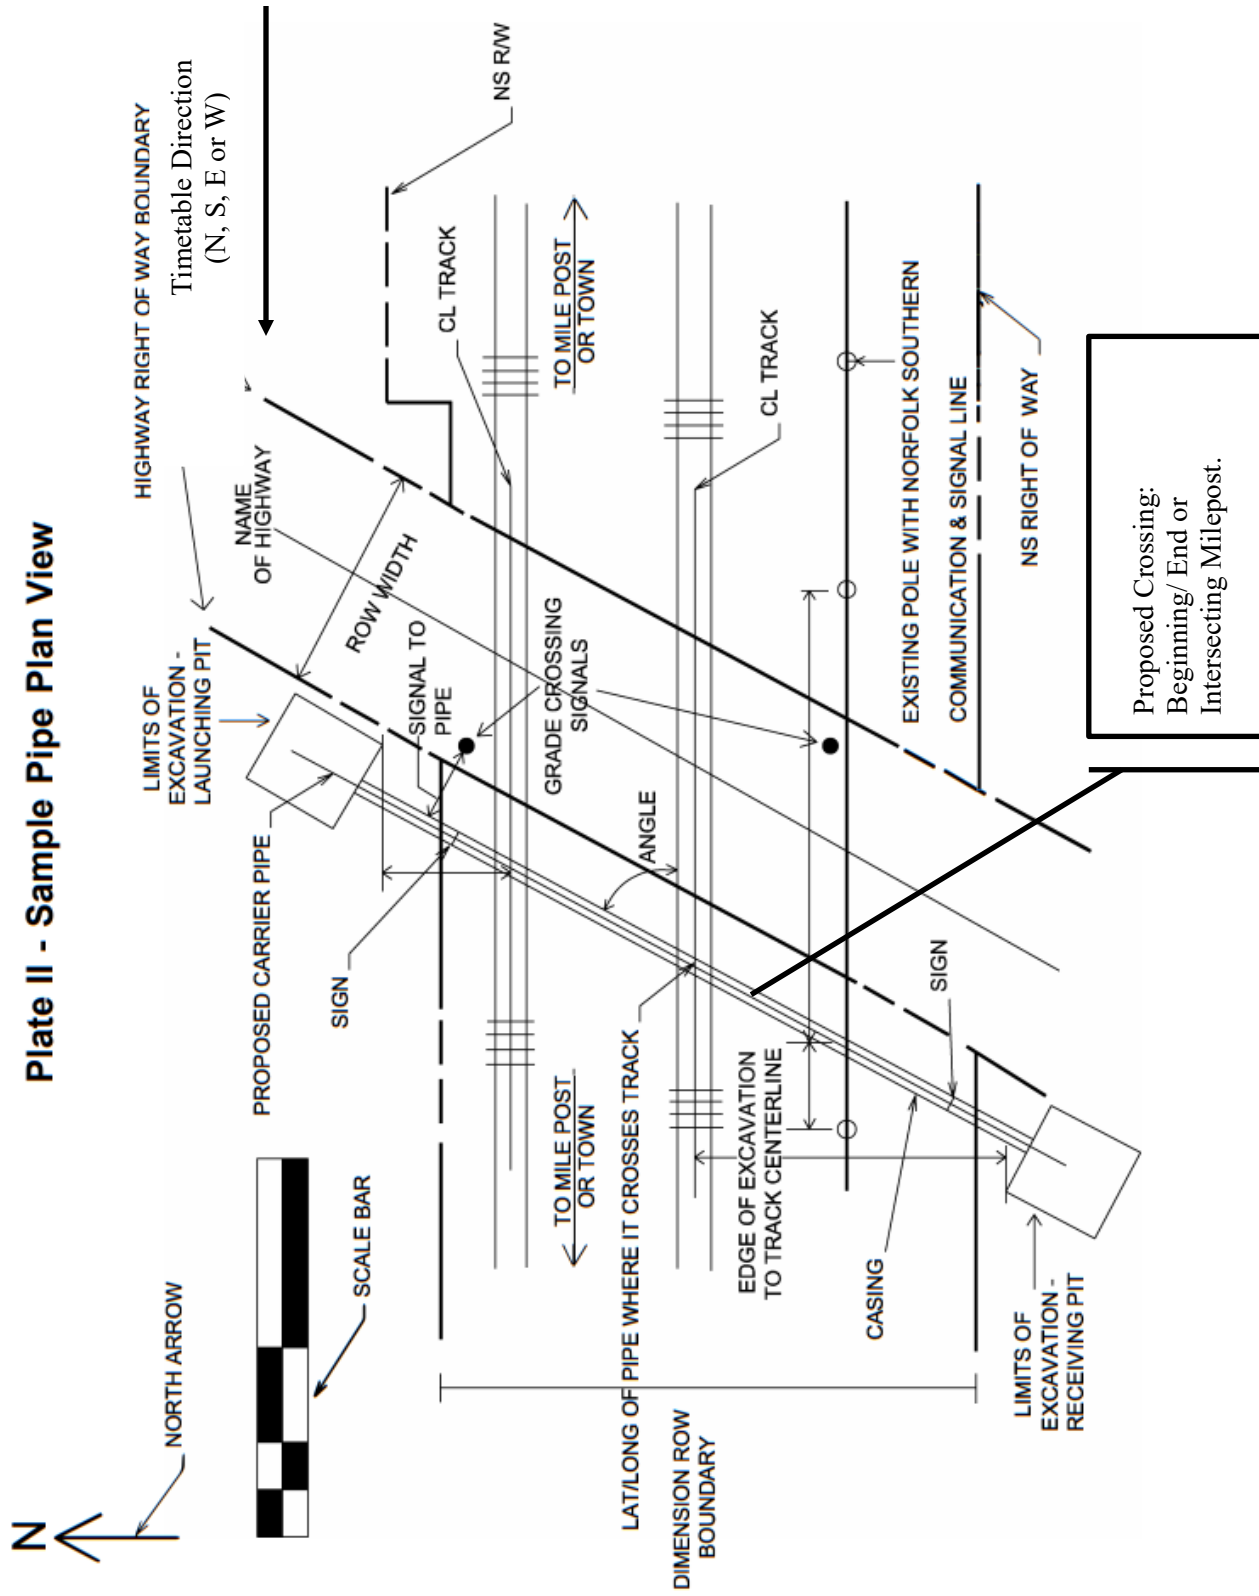 Plate II - Sample Pipe Plan View
N
NORTH ARROW
SCALE BAR
PROPOSED CARRIER PIPE
LIMITS OF
EXCAVATION -
LAUNCHING PIT
HIGHWAY RIGHT OF WAY BOUNDARY
Timetable Direction
(N, S, E or W)
NAME
OF HIGHWAY
ROW WIDTH
SIGN
SIGNAL TO
PIPE
CL TRACK
NS R/W
GRADE CROSSING
SIGNALS
TO MILE POST
OR TOWN
TO MILE POST
OR TOWN
ANGLE
LAT/LONG OF PIPE WHERE IT CROSSES TRACK
CL TRACK
DIMENSION ROW
BOUNDARY
EDGE OF EXCAVATION
TO TRACK CENTERLINE
CASING
SIGN
EXISTING POLE WITH NORFOLK SOUTHERN
COMMUNICATION & SIGNAL LINE
LIMITS OF
EXCAVATION -
RECEIVING PIT
NS RIGHT OF WAY
Proposed Crossing:
Beginning/ End or
Intersecting Milepost.